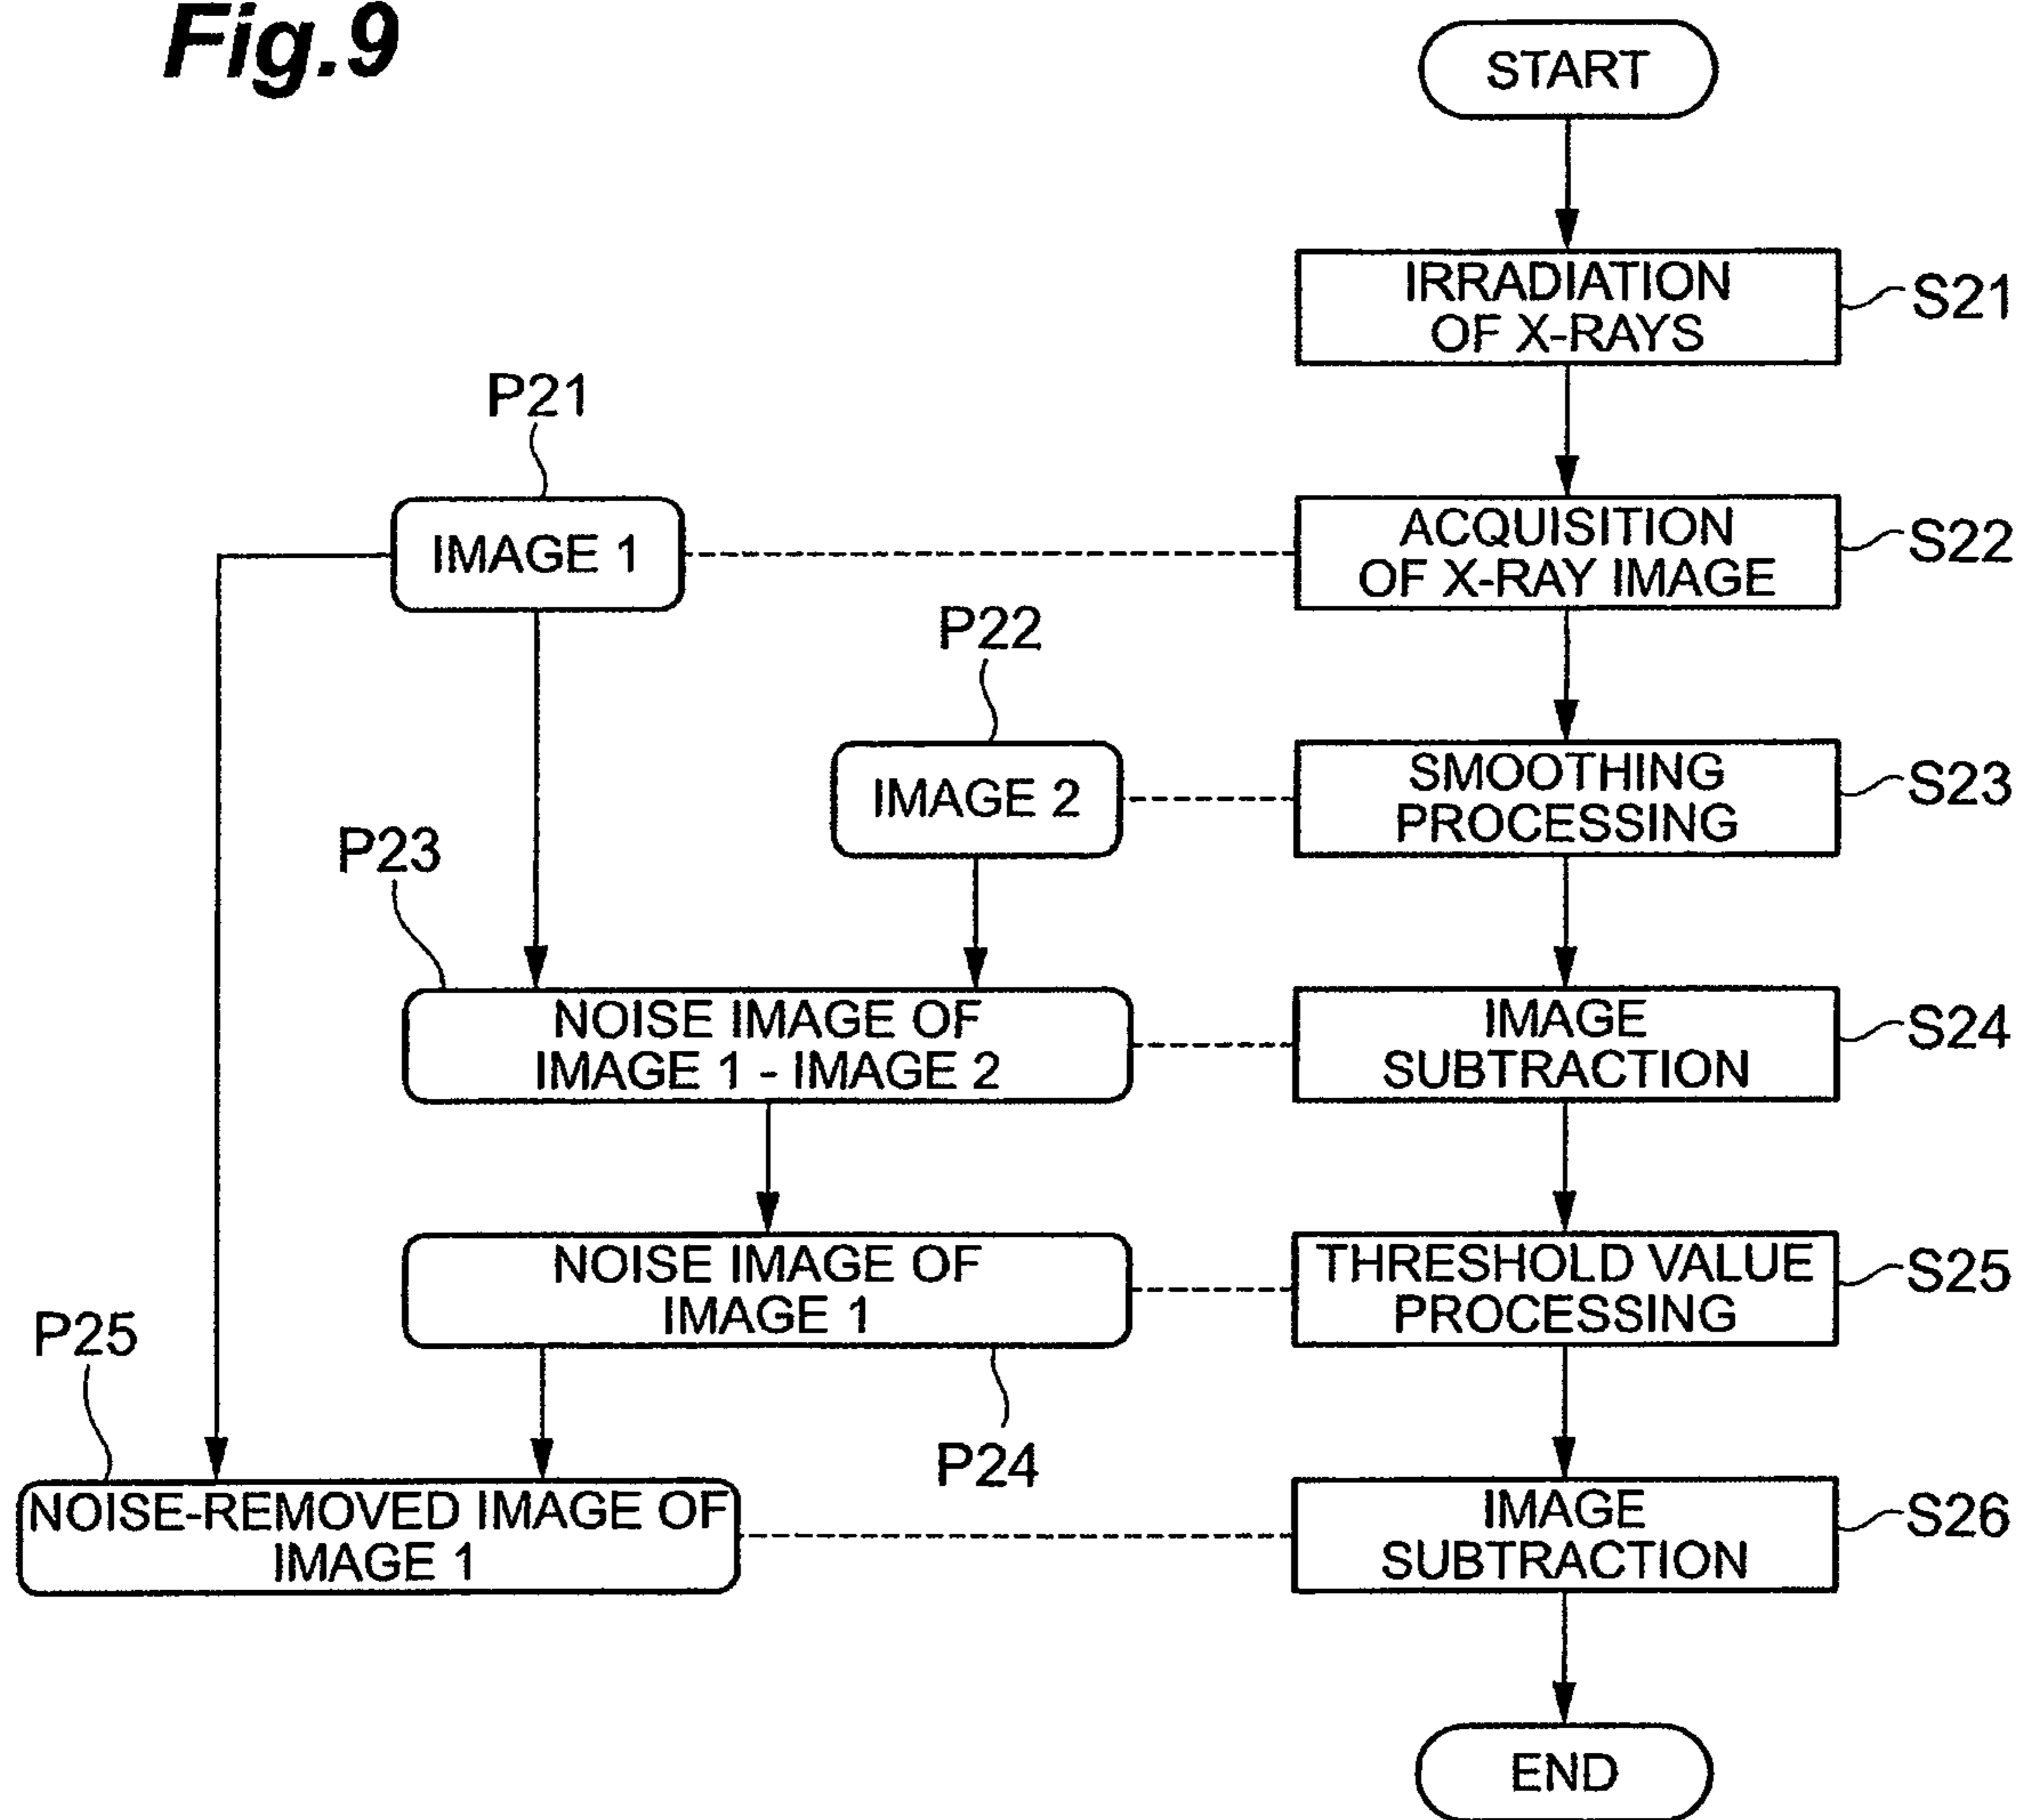 Fig.9
START
IRRADIATION
OF X-RAYS
S21
P21
IMAGE 1
ACQUISITION
OF X-RAY IMAGE
S22
P22
IMAGE 2
SMOOTHING
PROCESSING
S23
P23
NOISE IMAGE OF
IMAGE 1 - IMAGE 2
IMAGE
SUBTRACTION
S24
NOISE IMAGE OF
IMAGE 1
P24
THRESHOLD VALUE
PROCESSING
S25
P25
NOISE-REMOVED IMAGE OF
IMAGE 1
IMAGE
SUBTRACTION
S26
END